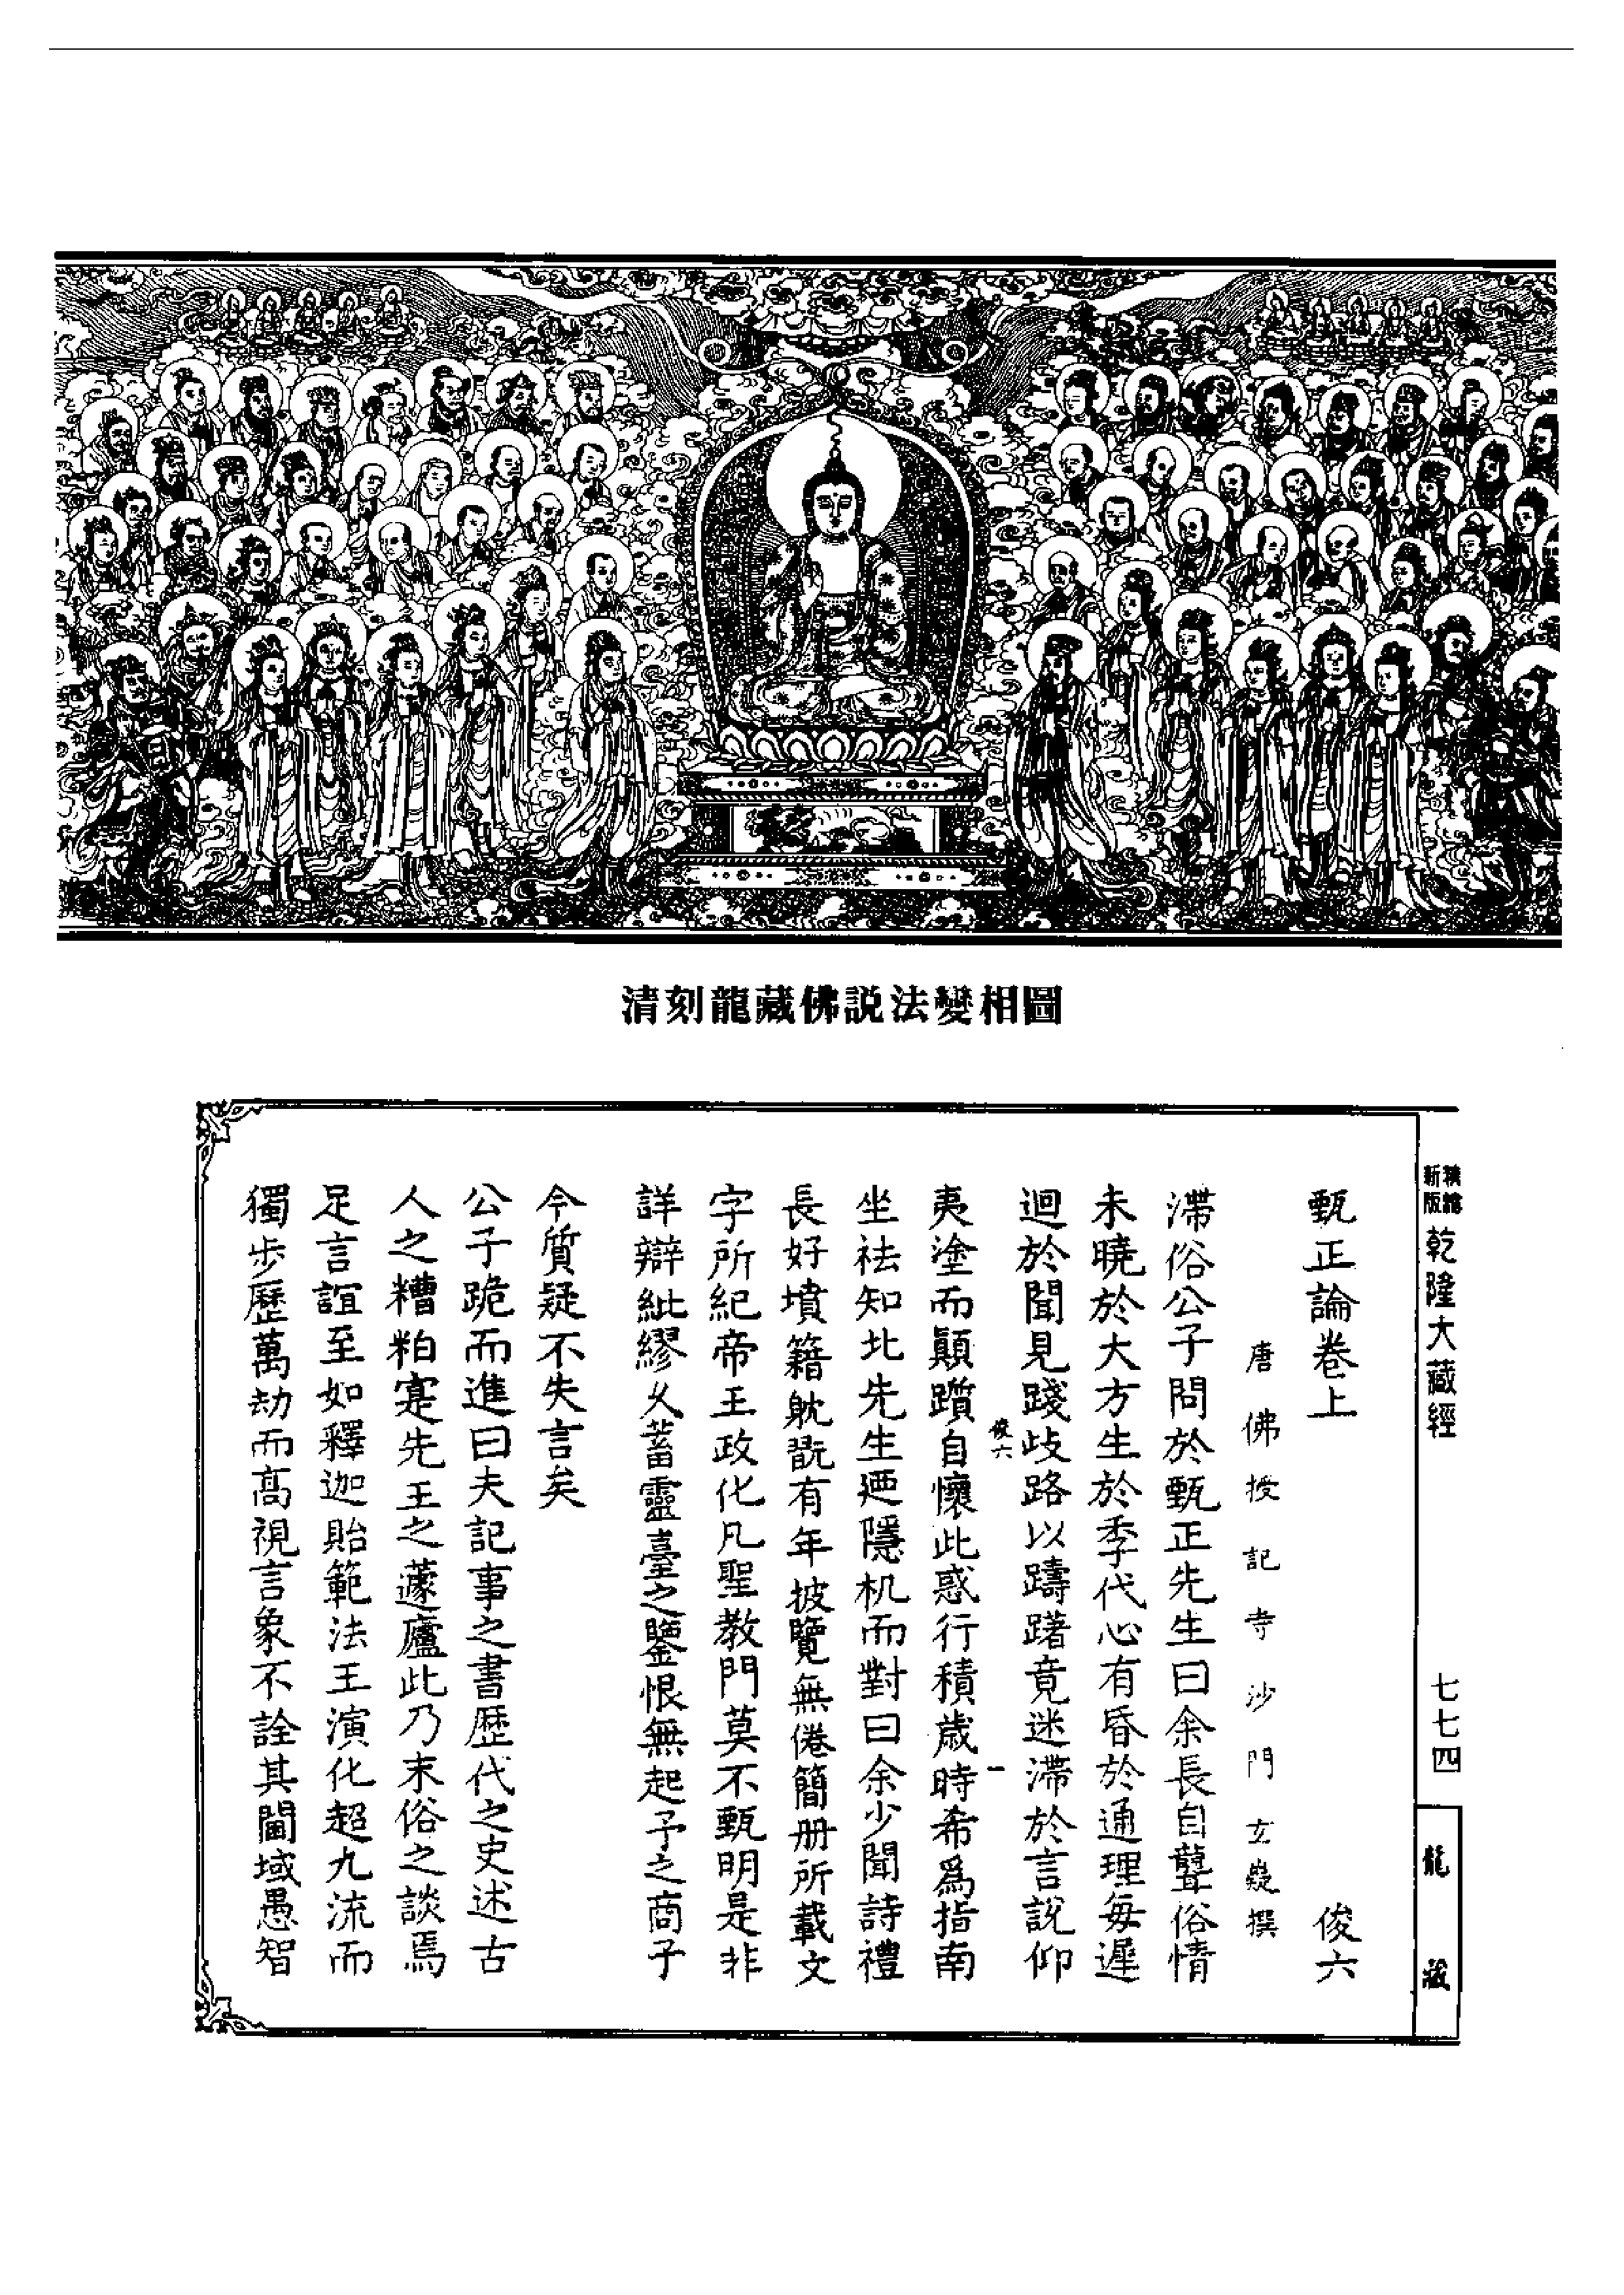 清刻龍藏佛説法變相圖
新版
乾隆大藏經
七七四
龍藏
甄正論卷上 俊六
唐佛授記寺沙門玄嶷撰
滯俗公子問於甄正先生曰余長自聾俗情
未曉於大方生於季代心有昏於通理每遲
迴於聞見踐歧路以躊躇竟迷滯於言說仰
俊六 一
夷塗而顛躓自懷此惑行積歲時希爲指南
坐祛知北先生迺隱机而對曰余少聞詩禮
長好墳籍躭翫有年披覽無倦簡册所載文
字所紀帝王政化凡聖教門莫不甄明是非
詳辯紕繆久蓄靈臺之鑒恨無起予之商子
今質疑不失言矣
公子跪而進曰夫記事之書歷代之史述古
人之糟粕寔先王之蘧廬此乃末俗之談焉
足言誼至如釋迦貽範法王演化超九流而
獨步歷萬劫而高視言象不詮其閫域愚智